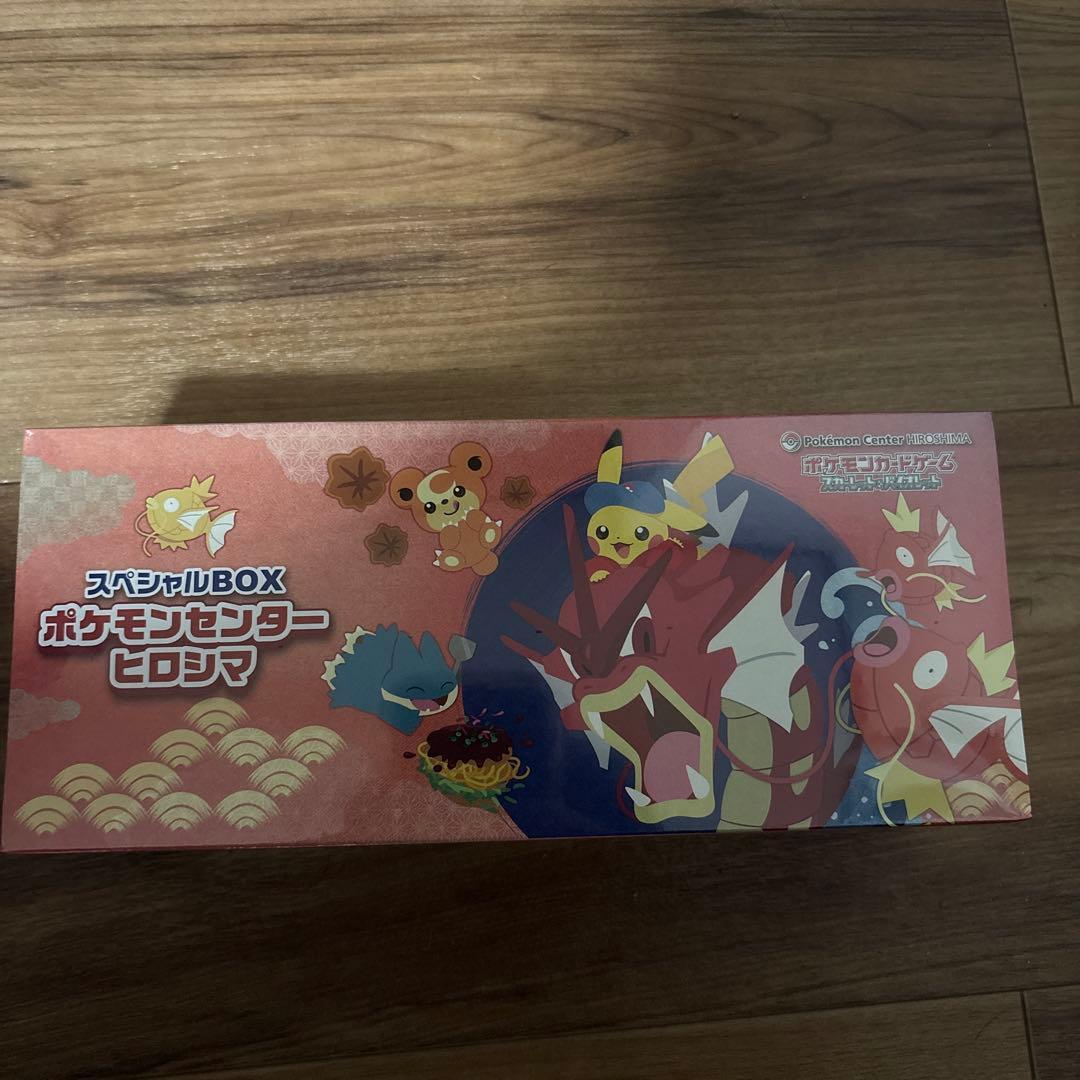 Pokémon Center HIROSHIMA
ポケモンカードゲーム
スカーレット&バイオレット
スペシャルBOX
ポケモンセンター
ヒロシマ